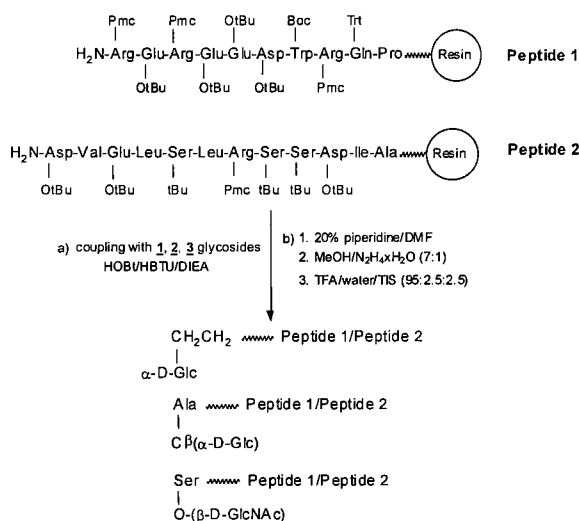 Pmc Pmc OtBu Boc Trt
H₂N-Arg-Glu-Arg-Glu-Glu-Asp-Trp-Arg-Gln-Pro Resin Peptide 1
OtBu OtBu OtBu Pmc
H₂N-Asp-Val-Glu-Leu-Ser-Leu-Arg-Ser-Ser-Asp-Ile-Ala Resin Peptide 2
OtBu OtBu tBu Pmc tBu tBu OtBu
a) coupling with 1, 2, 3 glycosides
HOBt/HBTU/DIEA
b) 1. 20% piperidine/DMF
2. MeOH/N₂H₄xH₂O (7:1)
3. TFA/water/TIS (95:2.5:2.5)
CH₂CH₂ Peptide 1/Peptide 2
α-D-Glc
Ala Peptide 1/Peptide 2
Cβ(α-D-Glc)
Ser Peptide 1/Peptide 2
O-(β-D-GlcNAc)